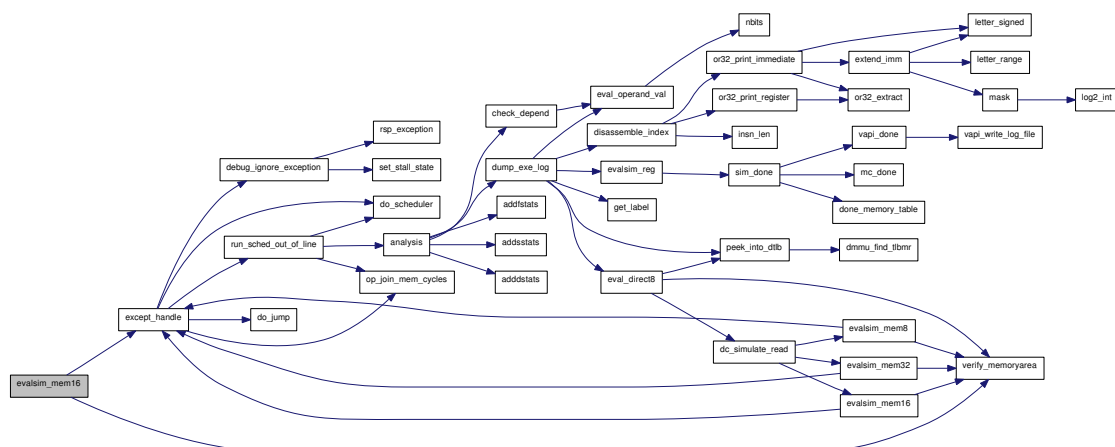 nbits
letter_signed
or32_print_immediate
extend_imm
letter_range
eval_operand_val
or32_print_register
or32_extract
mask
log2_int
check_depend
rsp_exception
disassemble_index
insn_len
vapi_done
vapi_write_log_file
debug_ignore_exception
set_stall_state
dump_exe_log
evalsim_reg
sim_done
mc_done
do_scheduler
addfstats
get_label
done_memory_table
run_sched_out_of_line
analysis
addsstats
peek_into_dtlb
dmmu_find_tlbmr
op_join_mem_cycles
adddstats
eval_direct8
except_handle
do_jump
evalsim_mem8
dc_simulate_read
evalsim_mem32
verify_memoryarea
evalsim_mem16
evalsim_mem16